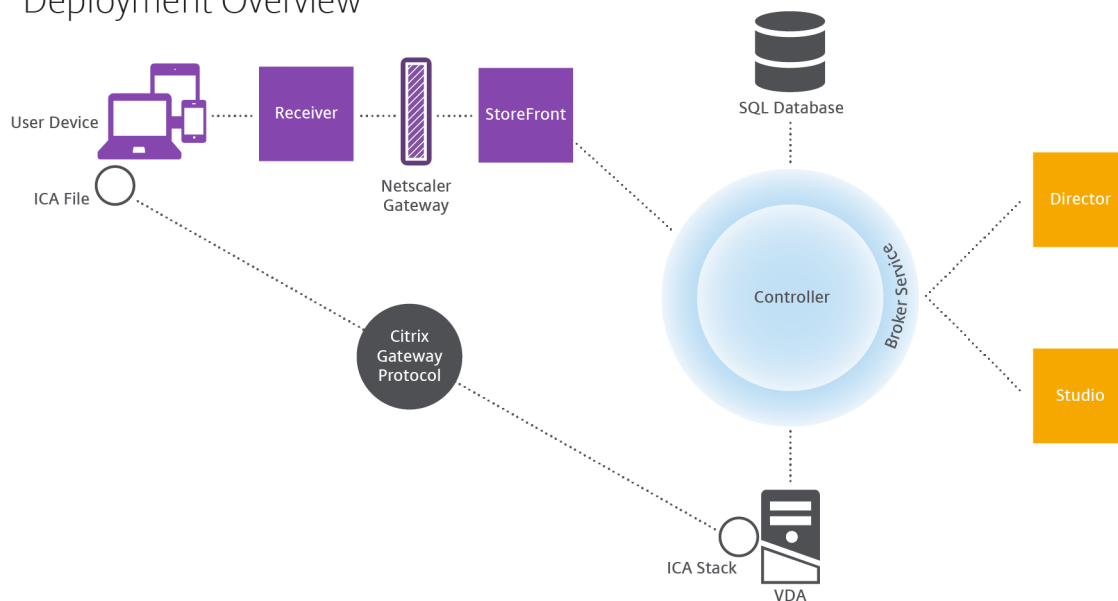 Deployment Overview
SQL Database
User Device
Receiver
StoreFront
Netscaler
Gateway
ICA File
Director
Controller
Broker Service
Citrix
Gateway
Protocol
Studio
ICA Stack
VDA